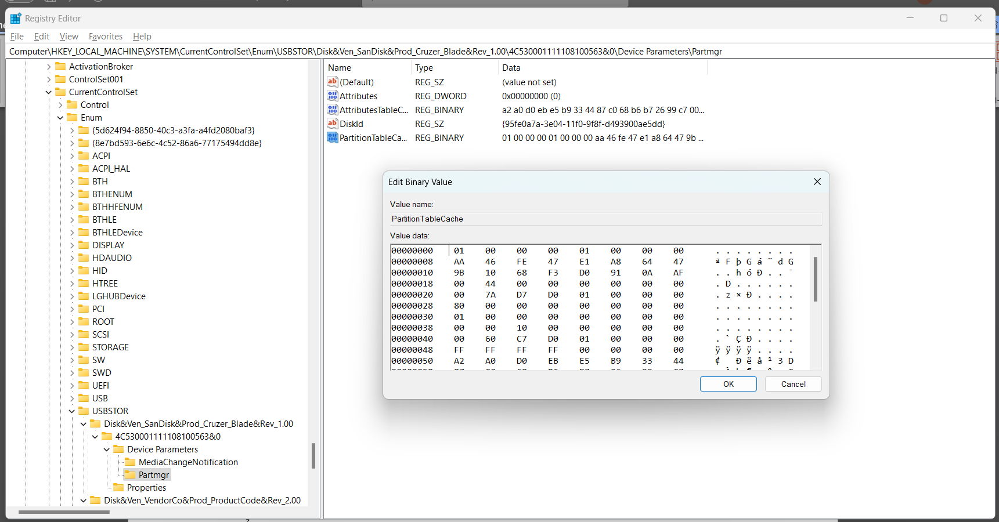 Registry Editor
File Edit View Favorites Help
Computer\HKEY_LOCAL_MACHINE\SYSTEM\CurrentControlSet\Enum\USBSTOR\Disk&Ven_SanDisk&Prod_Cruzer_Blade&Rev_1.00\4C530001111108100563&0\Device Parameters\Partmgr
ActivationBroker
ControlSet001
CurrentControlSet
Control
Enum
{5d624f94-8850-40c3-a3fa-a4fd2080baf3}
{8e7bd593-6e6c-4c52-86a6-77175494dd8e}
ACPI
ACPI_HAL
BTH
BTHENUM
BTHHFENUM
BTHLE
BTHLEDevice
DISPLAY
HDAUDIO
HID
HTREE
LGHUBDevice
PCI
ROOT
SCSI
STORAGE
SW
SWD
UEFI
USB
USBSTOR
Disk&Ven_SanDisk&Prod_Cruzer_Blade&Rev_1.00
4C530001111108100563&0
Device Parameters
MediaChangeNotification
Partmgr
Properties
Disk&Ven_VendorCo&Prod_ProductCode&Rev_2.00
Name Type Data
(Default) REG_SZ (value not set)
Attributes REG_DWORD 0x00000000 (0)
AttributesTableC... REG_BINARY a2 a0 d0 eb e5 b9 33 44 87 c0 68 b6 b7 26 99 c7 00...
DiskId REG_SZ {95fe0a7a-3e04-11f0-9f8f-d493900ae5dd}
PartitionTableCa... REG_BINARY 01 00 00 00 01 00 00 00 aa 46 fe 47 e1 a8 64 47 9b ...
Edit Binary Value
Value name:
PartitionTableCache
Value data:
00000000 01 00 00 00 01 00 00 00 . . . . . . . .
00000008 AA 46 FE 47 E1 A8 64 47 ª F þ G á ¨ d G
00000010 9B 10 68 F3 D0 91 0A AF . . h ó Ð . . ¯
00000018 00 44 00 00 00 00 00 00 . D . . . . . .
00000020 00 7A D7 D0 01 00 00 00 . z × Ð . . . .
00000028 80 00 00 00 00 00 00 00 . . . . . . . .
00000030 01 00 00 00 00 00 00 00 . . . . . . . .
00000038 00 00 10 00 00 00 00 00 . . . . . . . .
00000040 00 60 C7 D0 01 00 00 00 . ` Ç Ð . . . .
00000048 FF FF FF FF 00 00 00 00 ÿ ÿ ÿ ÿ . . . .
00000050 A2 A0 D0 EB E5 B9 33 44 ¢   Ð ë å ¹ 3 D
OK Cancel